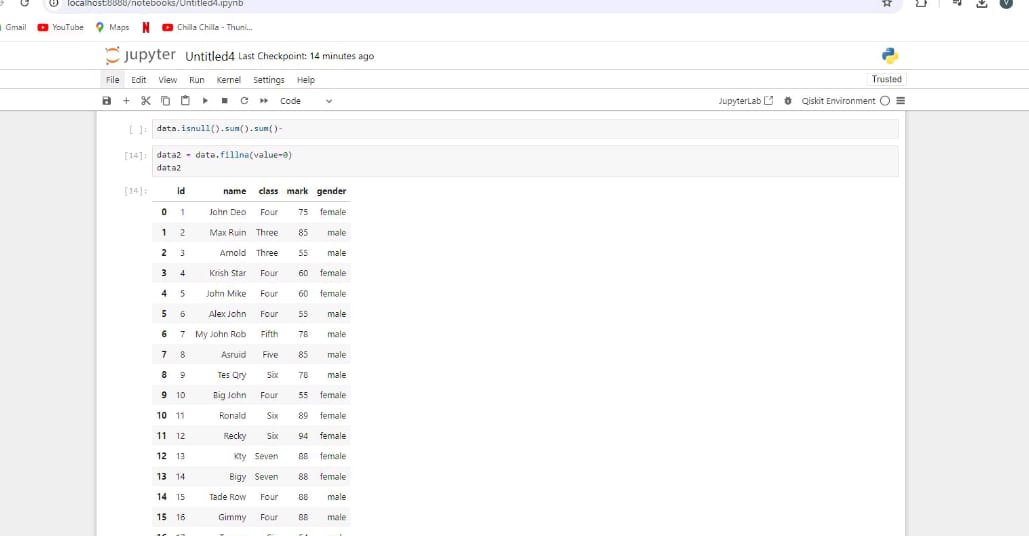 localhost:8888/notebooks/Untitled4.ipynb
Gmail YouTube Maps Chilla Chilla - Thuni...
jupyter Untitled4 Last Checkpoint: 14 minutes ago
File Edit View Run Kernel Settings Help Trusted
Code JupyterLab Qiskit Environment
[ ]: data.isnull().sum().sum()-
[14]: data2 = data.fillna(value=0)
data2
[14]: id name class mark gender
0 1 John Deo Four 75 female
1 2 Max Ruin Three 85 male
2 3 Arnold Three 55 male
3 4 Krish Star Four 60 female
4 5 John Mike Four 60 female
5 6 Alex John Four 55 male
6 7 My John Rob Fifth 78 male
7 8 Asruid Five 85 male
8 9 Tes Qry Six 78 male
9 10 Big John Four 55 female
10 11 Ronald Six 89 female
11 12 Recky Six 94 female
12 13 Kty Seven 88 female
13 14 Bigy Seven 88 female
14 15 Tade Row Four 88 male
15 16 Gimmy Four 88 male